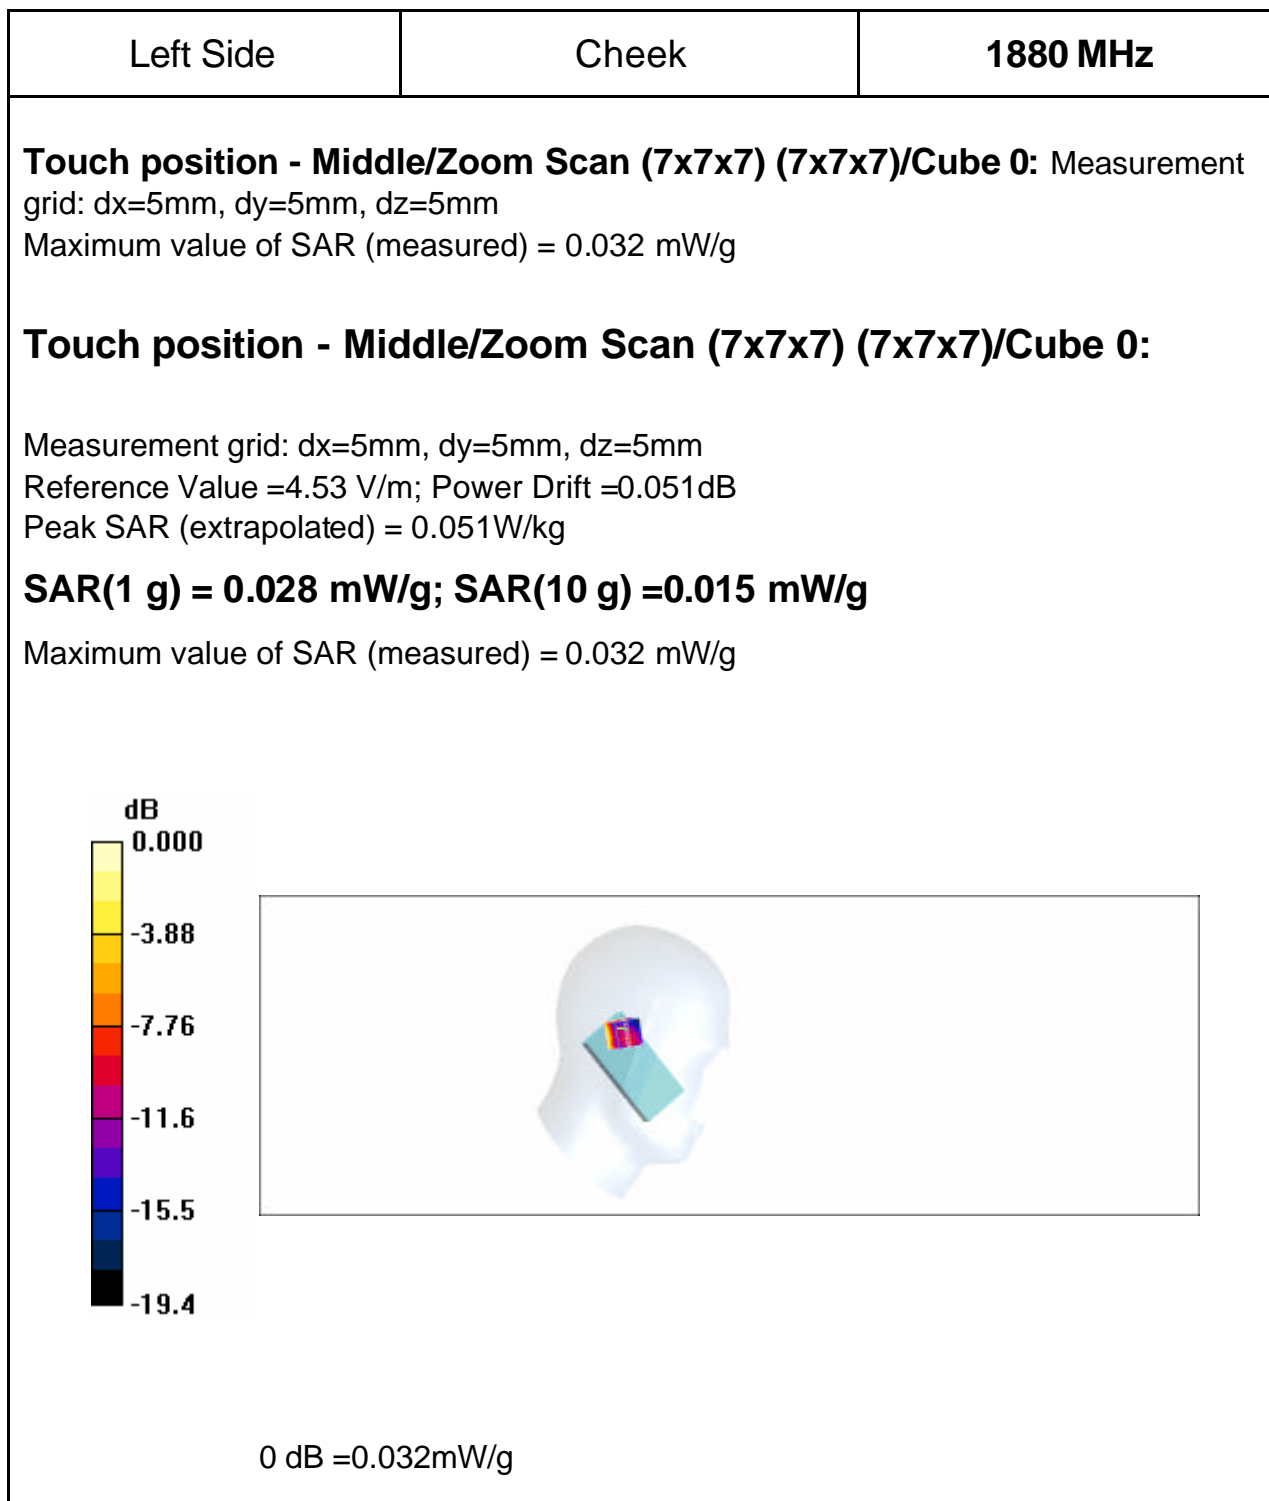 Left Side Cheek 1880 MHz
Touch position - Middle/Zoom Scan (7x7x7) (7x7x7)/Cube 0: Measurement
grid: dx=5mm, dy=5mm, dz=5mm
Maximum value of SAR (measured) = 0.032 mW/g
Touch position - Middle/Zoom Scan (7x7x7) (7x7x7)/Cube 0:
Measurement grid: dx=5mm, dy=5mm, dz=5mm
Reference Value =4.53 V/m; Power Drift =0.051dB
Peak SAR (extrapolated) = 0.051W/kg
SAR(1 g) = 0.028 mW/g; SAR(10 g) =0.015 mW/g
Maximum value of SAR (measured) = 0.032 mW/g
dB
0.000
-3.88
-7.76
-11.6
-15.5
-19.4
0 dB =0.032mW/g